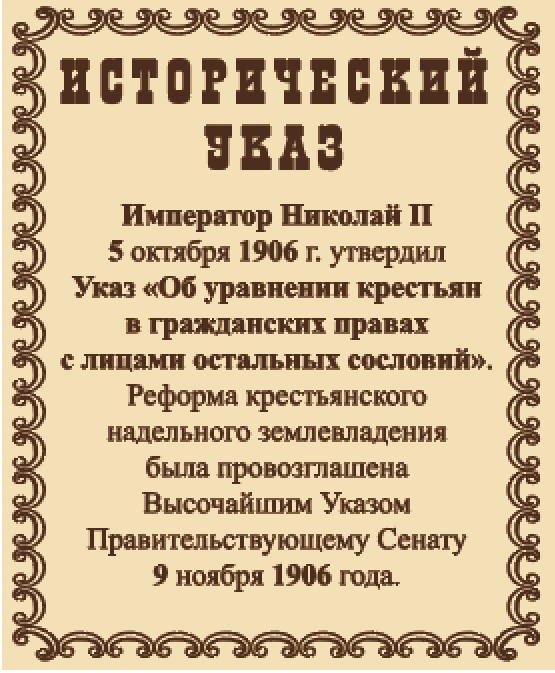 ИСТОРИЧЕСКИЙ
УКАЗ
Император Николай II
5 октября 1906 г. утвердил
Указ «Об уравнении крестьян
в гражданских правах
с лицами остальных сословий».
Реформа крестьянского
надельного землевладения
была провозглашена
Высочайшим Указом
Правительствующему Сенату
9 ноября 1906 года.